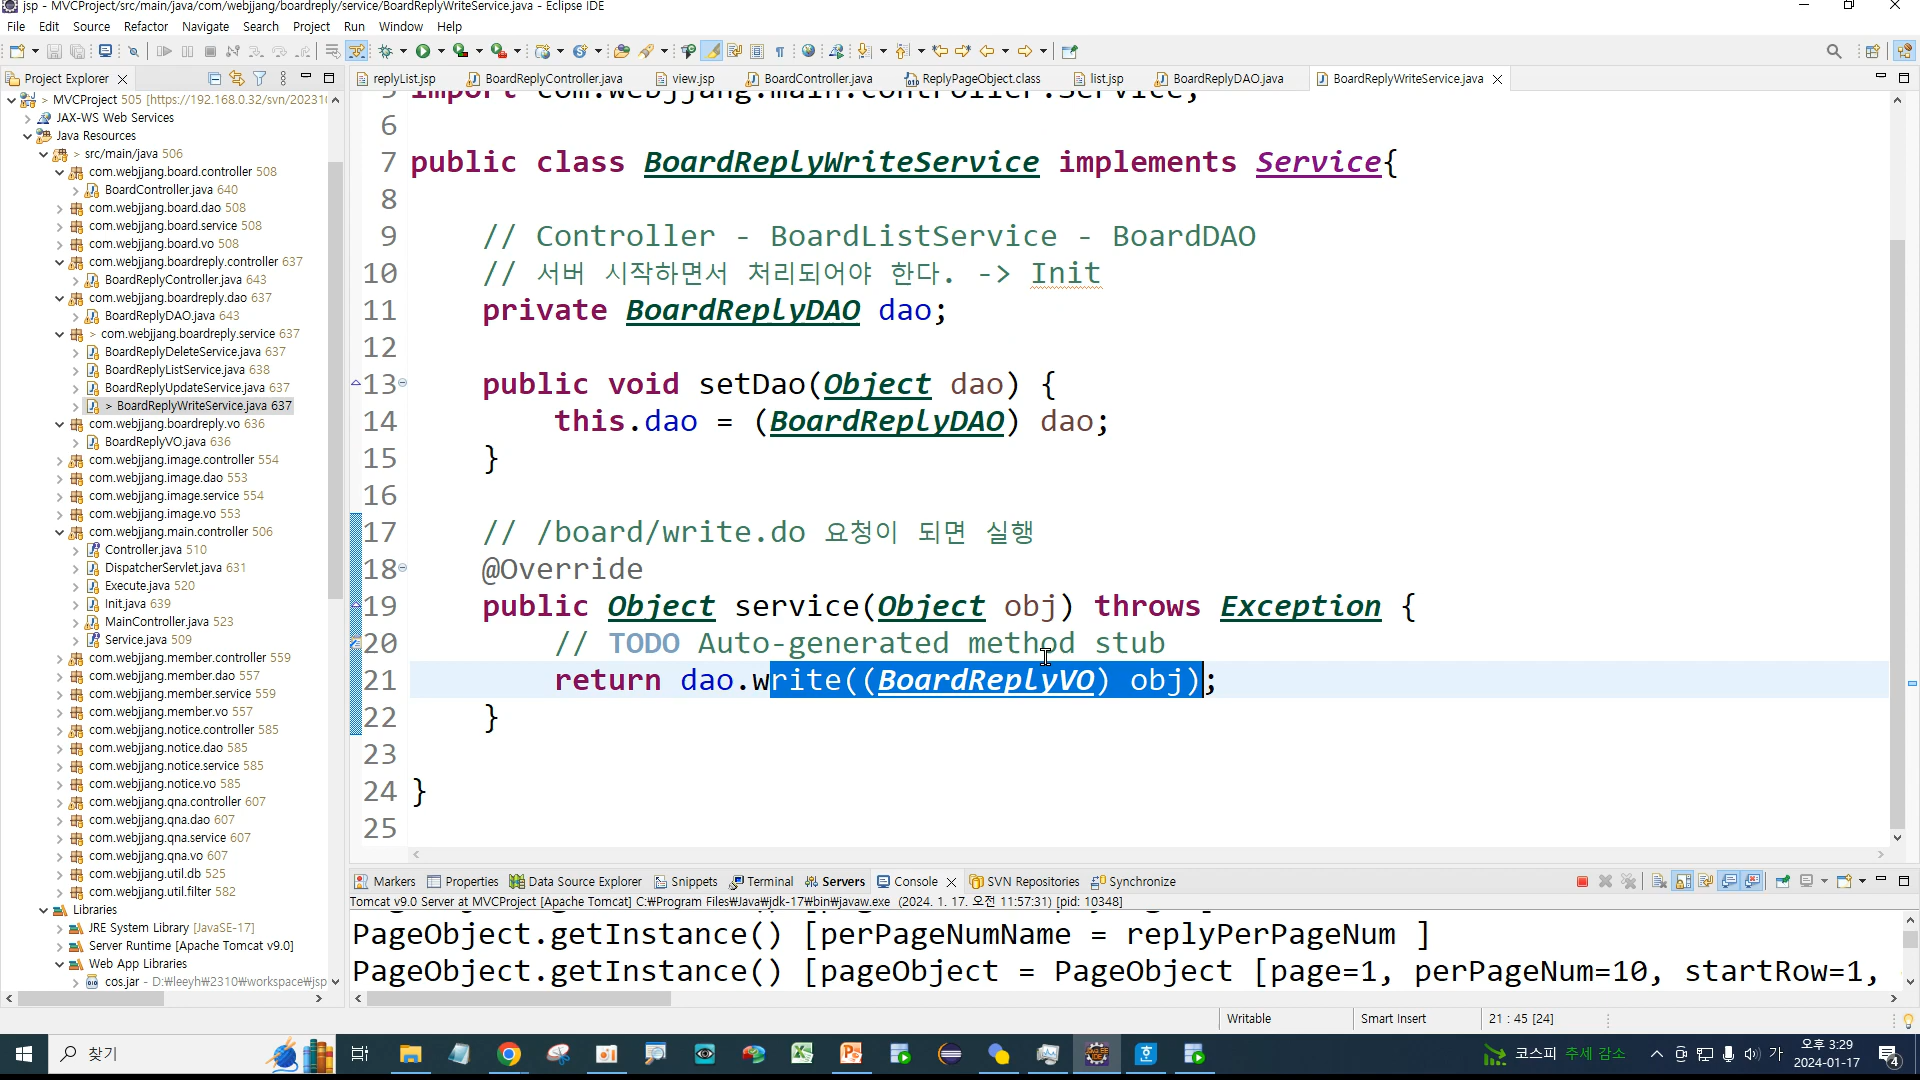 jsp - MVCProject/src/main/java/com/webjjang/boardreply/service/BoardReplyWriteService.java - Eclipse IDE
File Edit Source Refactor Navigate Search Project Run Window Help
Project Explorer
replyList.jsp BoardReplyController.java view.jsp BoardController.java ReplyPageObject.class list.jsp BoardReplyDAO.java BoardReplyWriteService.java
> MVCProject 505 [https://192.168.0.32/svn/202310
JAX-WS Web Services
Java Resources
> src/main/java 506
com.webjjang.board.controller 508
BoardController.java 640
com.webjjang.board.dao 508
com.webjjang.board.service 508
com.webjjang.board.vo 508
com.webjjang.boardreply.controller 637
BoardReplyController.java 643
com.webjjang.boardreply.dao 637
BoardReplyDAO.java 643
> com.webjjang.boardreply.service 637
BoardReplyDeleteService.java 637
BoardReplyListService.java 638
BoardReplyUpdateService.java 637
> BoardReplyWriteService.java 637
com.webjjang.boardreply.vo 636
BoardReplyVO.java 636
com.webjjang.image.controller 554
com.webjjang.image.dao 553
com.webjjang.image.service 554
com.webjjang.image.vo 553
com.webjjang.main.controller 506
Controller.java 510
DispatcherServlet.java 631
Execute.java 520
Init.java 639
MainController.java 523
Service.java 509
com.webjjang.member.controller 559
com.webjjang.member.dao 557
com.webjjang.member.service 559
com.webjjang.member.vo 557
com.webjjang.notice.controller 585
com.webjjang.notice.dao 585
com.webjjang.notice.service 585
com.webjjang.notice.vo 585
com.webjjang.qna.controller 607
com.webjjang.qna.dao 607
com.webjjang.qna.service 607
com.webjjang.qna.vo 607
com.webjjang.util.db 525
com.webjjang.util.filter 582
Libraries
JRE System Library [JavaSE-17]
Server Runtime [Apache Tomcat v9.0]
Web App Libraries
cos.jar - D:₩leeyh₩2310₩workspace₩jsp
5 import com.webjjang.main.controller.Service;
6
7 public class BoardReplyWriteService implements Service{
8
9 // Controller - BoardListService - BoardDAO
10 // 서버 시작하면서 처리되어야 한다. -> Init
11 private BoardReplyDAO dao;
12
13 public void setDao(Object dao) {
14 this.dao = (BoardReplyDAO) dao;
15 }
16
17 // /board/write.do 요청이 되면 실행
18 @Override
19 public Object service(Object obj) throws Exception {
20 // TODO Auto-generated method stub
21 return dao.write((BoardReplyVO) obj);
22 }
23
24 }
25
Markers Properties Data Source Explorer Snippets Terminal Servers Console SVN Repositories Synchronize
Tomcat v9.0 Server at MVCProject [Apache Tomcat] C:₩Program Files₩Java₩jdk-17₩bin₩javaw.exe (2024. 1. 17. 오전 11:57:31) [pid: 10348]
PageObject.getInstance() [perPageNumName = replyPerPageNum ]
PageObject.getInstance() [pageObject = PageObject [page=1, perPageNum=10, startRow=1,
Writable Smart Insert 21 : 45 [24]
찾기
코스피 추세 감소
가
오후 3:29
2024-01-17
4